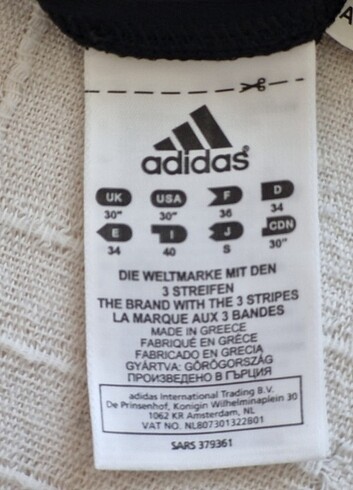 adidas®
UK USA F D
30" 30" 36 34
E I J CDN
34 40 S 30"
DIE WELTMARKE MIT DEN
3 STREIFEN
THE BRAND WITH THE 3 STRIPES
LA MARQUE AUX 3 BANDES
MADE IN GREECE
FABRIQUÉ EN GRÈCE
FABRICADO EN GRECIA
GYÁRTVA: GÖRÖGORSZÁG
ПРОИЗВЕДЕНО В ГЪРЦИЯ
adidas International Trading B.V.
De Prinsenhof, Konigin Wilhelminaplein 30
1062 KR Amsterdam, NL
VAT NO. NL807301322B01
SARS 379361